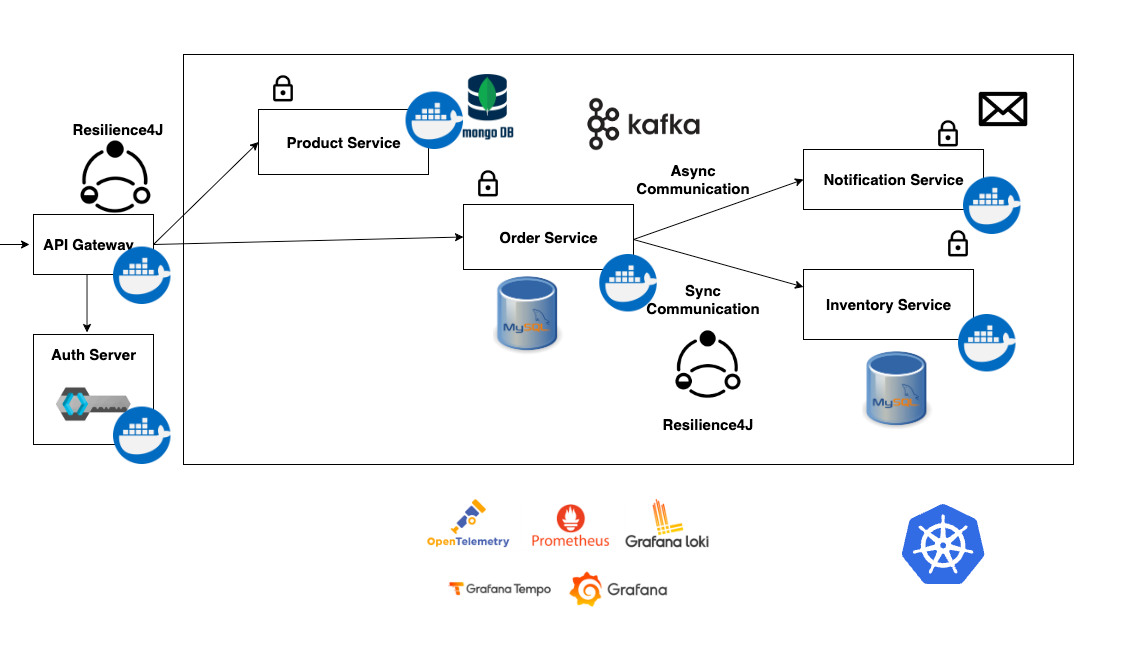 Resilience4J
API Gateway
Auth Server
Product Service
mongo DB
kafka
Order Service
MySQL
Async
Communication
Sync
Communication
Resilience4J
Notification Service
Inventory Service
MySQL
OpenTelemetry
Prometheus
Grafana loki
Grafana Tempo
Grafana